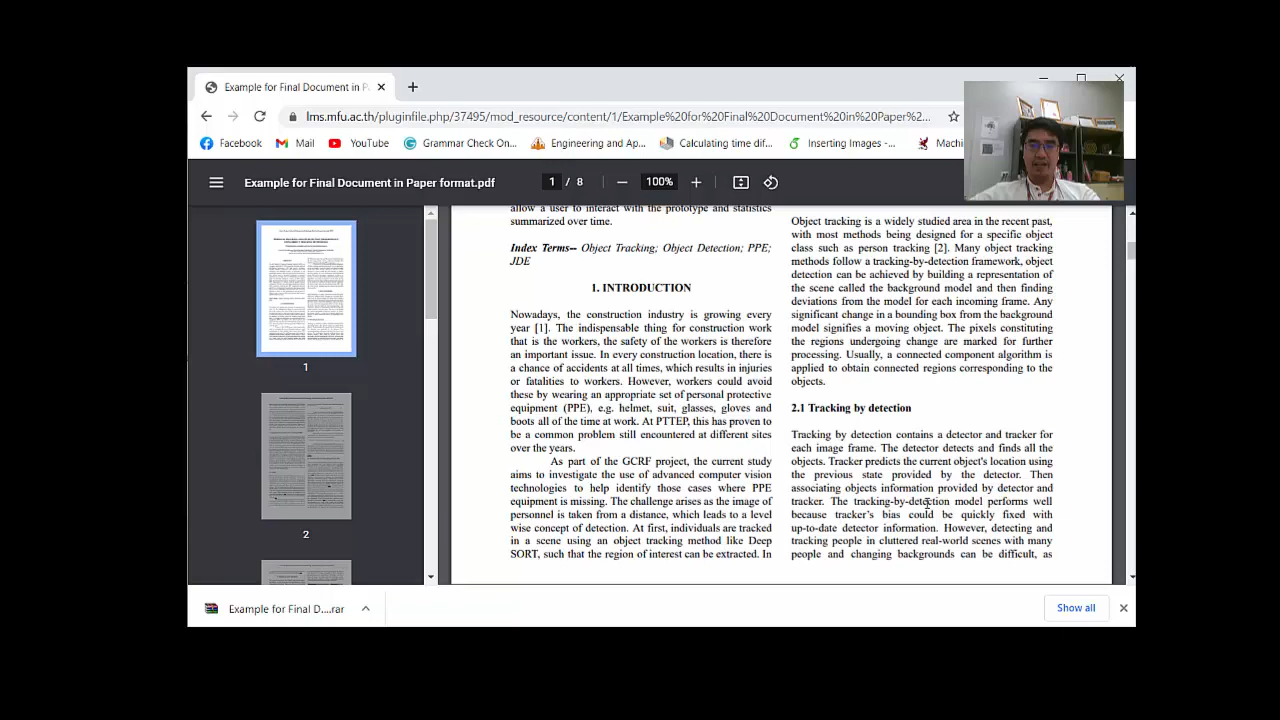 Example for Final Document in P
lms.mfu.ac.th/pluginfile.php/37495/mod_resource/content/1/Example%20for%20Final%20Document%20in%20Paper%2...
Facebook Mail YouTube Grammar Check On... Engineering and Ap... Calculating time dif... Inserting Images -... Machi
Example for Final Document in Paper format.pdf 1 / 8 100%
1
2
allow a user to interact with the prototype and statistics
summarized over time.
Index Terms-- Object Tracking; Object Detection; PPE;
JDE
1. INTRODUCTION
Nowadays, the construction industry is growing every
year [1]. The indispensable thing for construction work
that is the workers, the safety of the workers is therefore
an important issue. In every construction location, there is
a chance of accidents at all times, which results in injuries
or fatalities to workers. However, workers could avoid
these by wearing an appropriate set of personal protective
equipment (PPE), e.g. helmet, suit, glasses, gloves and
boots all of the time at work. At PTTEP, this has proven to
be a common problem still encountered at different sites
over the years.
As part of the GCRF project, the current study
aims to investigate the use of advanced computer vision
technologies to help identify those cases where PPE
equipment is missing. The challenge arises as the range of
personnel is taken from a distance, which leads to a level
wise concept of detection. At first, individuals are tracked
in a scene using an object tracking method like Deep
SORT, such that the region of interest can be extracted. In
Object tracking is a widely studied area in the recent past,
with most methods being designed for a specific object
class such as person tracking [2]. Many object tracking
methods follow a tracking-by-detection framework, object
detection can be achieved by building a representation of
the scene called the background model and then finding
deviations from the model for each incoming frame. Any
significant change in a bounding box from the background
model signifies a moving object. The pixels constituting
the regions undergoing change are marked for further
processing. Usually, a connected component algorithm is
applied to obtain connected regions corresponding to the
objects.
2.1 Tracking by detection
Tracking by detection contains a detector and tracker for
each image frame. The detector detects and finds all the
objects. Tracker predicts the current object's location using
the previous state provided by the detector. Then
associating objects information provided by detector and
tracker. The tracking-by-detection model performs well
because tracker's bias could be quickly fixed with
up-to-date detector information. However, detecting and
tracking people in cluttered real-world scenes with many
people and changing backgrounds can be difficult, as
Example for Final D....rar
Show all